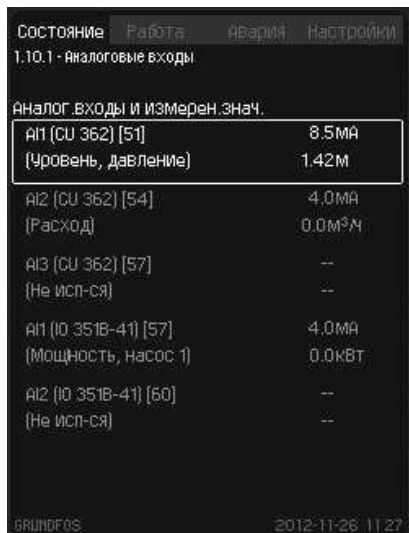 Состояние Работа Авария Настройки
1.10.1 - Аналоговые входы
Аналог.входы и измерен.знач.
AI1 (CU 362) [51] 8.5мА
(Уровень, давление) 1.42м
AI2 (CU 362) [54] 4.0мА
(Расход) 0.0м³/ч
AI3 (CU 362) [57] --
(Не исп-ся) --
AI1 (IO 351B-41) [57] 4.0мА
(Мощность, насос 1) 0.0кВт
AI2 (IO 351B-41) [60] --
(Не исп-ся) --
GRUNDFOS 2012-11-26 11:27